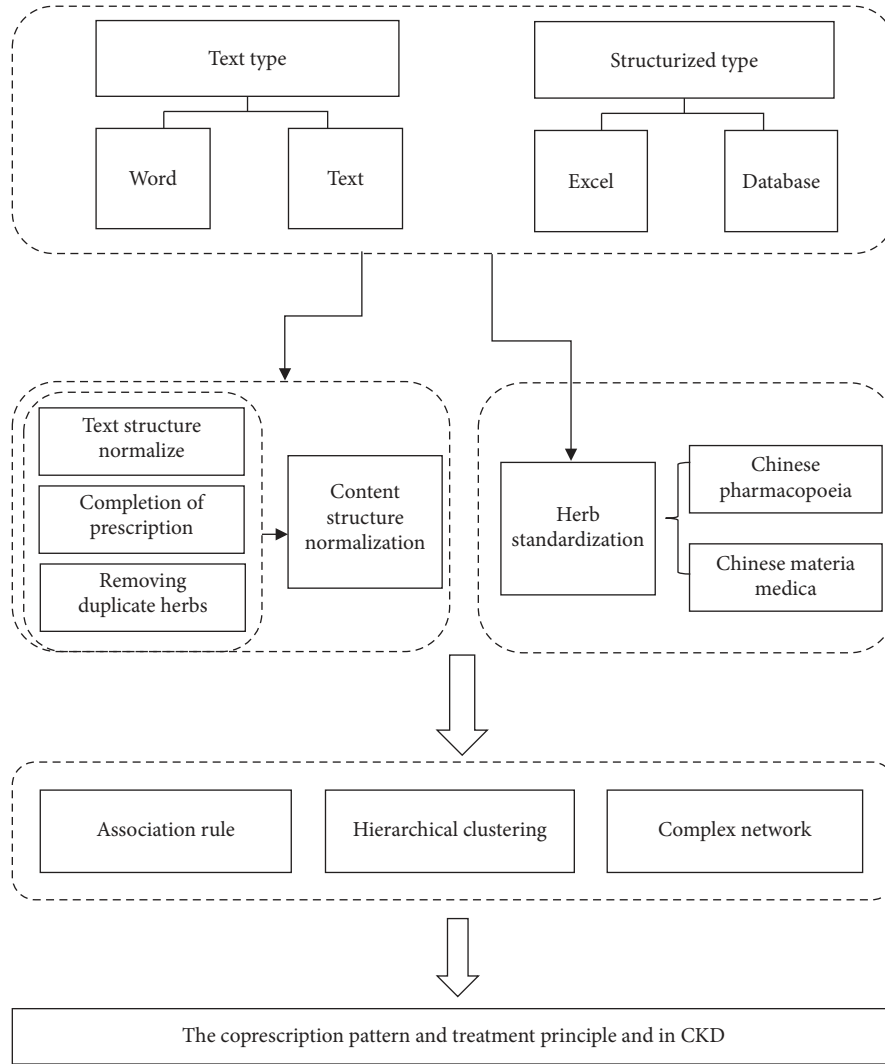 Text type
Structurized type
Word
Text
Excel
Database
Text structure
normalize
Completion of
prescription
Removing
duplicate herbs
Content
structure
normalization
Herb
standardization
Chinese
pharmacopoeia
Chinese materia
medica
Association rule
Hierarchical clustering
Complex network
The coprescription pattern and treatment principle and in CKD